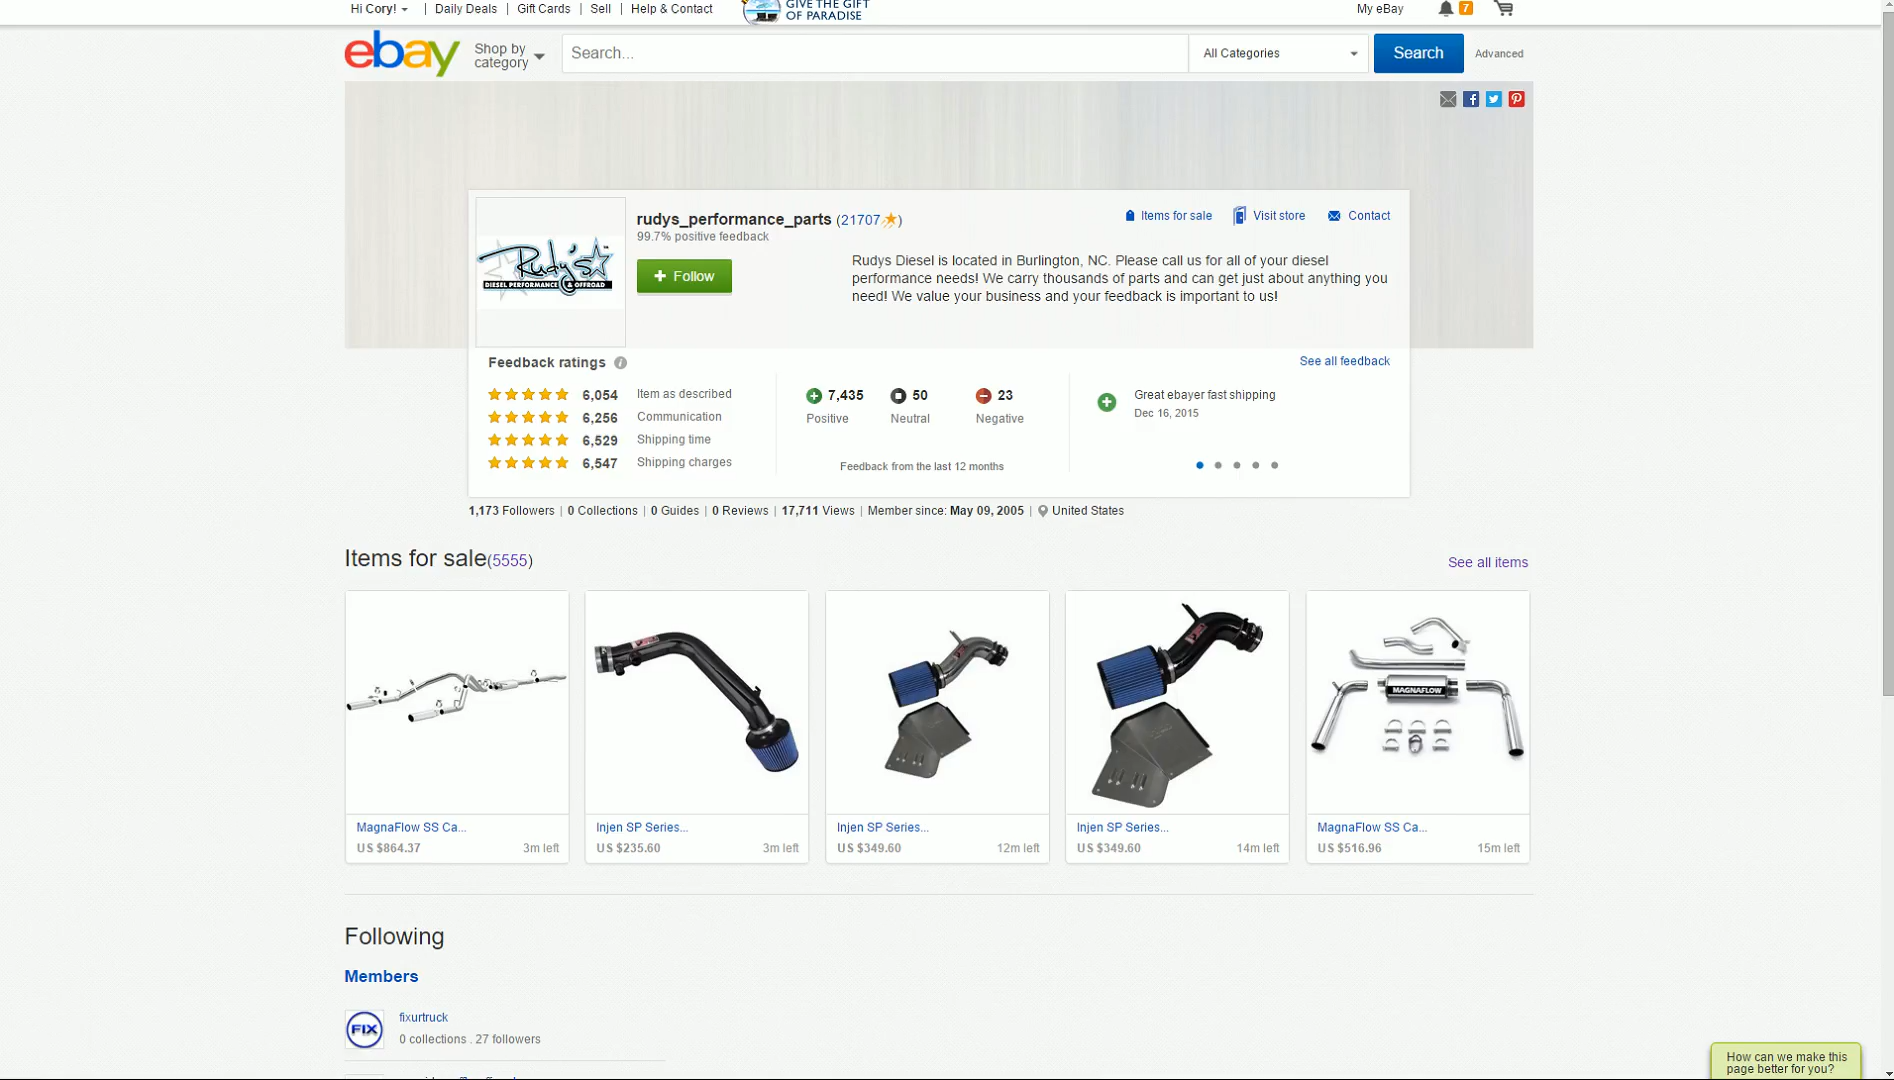 Hi Cory!
Daily Deals
Gift Cards
Sell
Help & Contact
GIVE THE GIFT
OF PARADISE
My eBay
7
ebay
Shop by
category
Search...
All Categories
Search
Advanced
Rudy's
DIESEL PERFORMANCE & OFFROAD
rudys_performance_parts (21707)
99.7% positive feedback
Follow
Items for sale
Visit store
Contact
Rudys Diesel is located in Burlington, NC. Please call us for all of your diesel
performance needs! We carry thousands of parts and can get just about anything you
need! We value your business and your feedback is important to us!
Feedback ratings
See all feedback
6,054 Item as described
6,256 Communication
6,529 Shipping time
6,547 Shipping charges
7,435
Positive
50
Neutral
23
Negative
Feedback from the last 12 months
Great ebayer fast shipping
Dec 16, 2015
1,173 Followers | 0 Collections | 0 Guides | 0 Reviews | 17,711 Views | Member since: May 09, 2005 | United States
Items for sale(5555)
See all items
MagnaFlow SS Ca...
US $864.37 3m left
Injen SP Series...
US $235.60 3m left
Injen SP Series...
US $349.60 12m left
Injen SP Series...
US $349.60 14m left
MAGNAFLOW
MagnaFlow SS Ca...
US $516.96 15m left
Following
Members
FIX
fixurtruck
0 collections . 27 followers
How can we make this
page better for you?